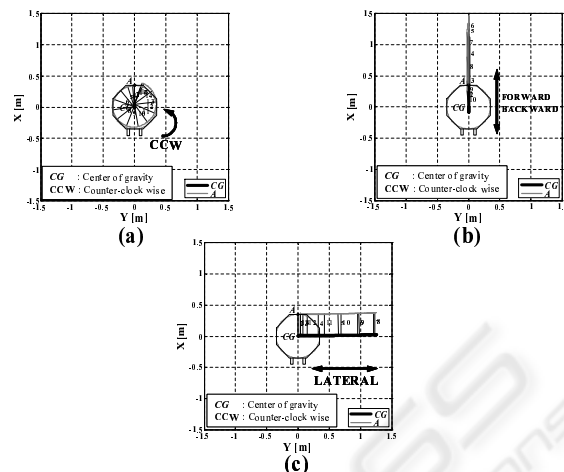 1.5
1
0.5
0
-0.5
-1
-1.5
X [m]
A
CG
CCW
CG : Center of gravity
CCW : Counter-clock wise
CG
A
-1.5 -1 -0.5 0 0.5 1 1.5
Y [m]
(a)
1.5
1
0.5
0
-0.5
-1
-1.5
X [m]
A
CG
FORWARD
BACKWARD
CG : Center of gravity
CCW : Counter-clock wise
CG
A
-1.5 -1 -0.5 0 0.5 1 1.5
Y [m]
(b)
1.5
1
0.5
0
-0.5
-1
-1.5
X [m]
A
CG
LATERAL
CG : Center of gravity
CCW : Counter-clock wise
CG
A
-1.5 -1 -0.5 0 0.5 1 1.5
Y [m]
(c)